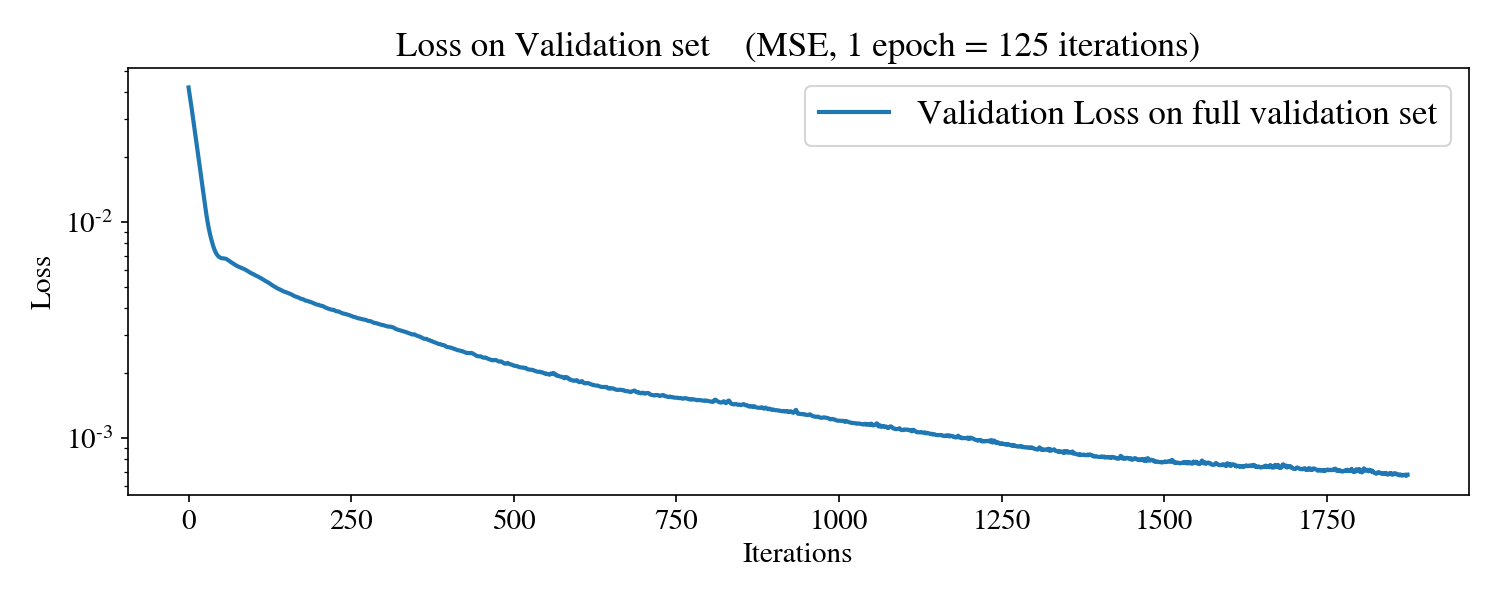 Loss on Validation set (MSE, 1 epoch = 125 iterations)
Validation Loss on full validation set
Loss
10^-2
10^-3
0 250 500 750 1000 1250 1500 1750
Iterations